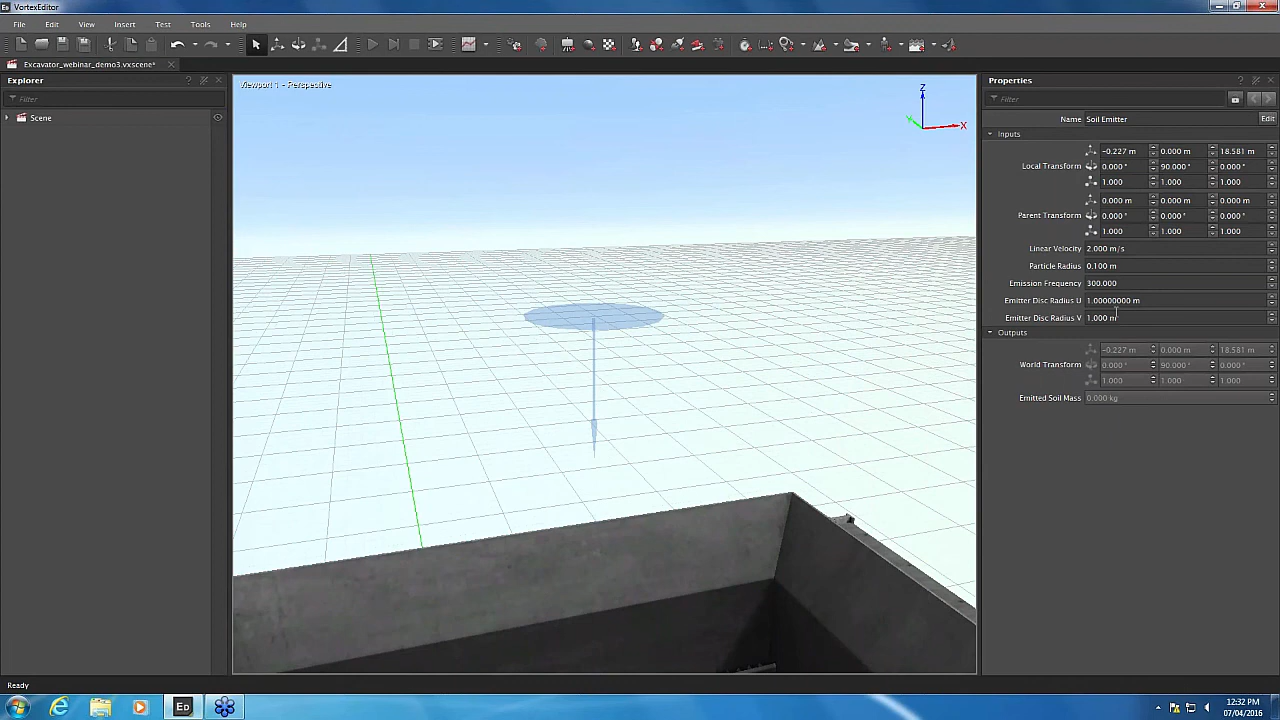 VortexEditor
File Edit View Insert Test Tools Help
Excavator_webinar_demo3.vxscene*
Explorer
Filter
Scene
Viewport 1 - Perspective
Z
Y
X
Properties
Filter
Name Soil Emitter Edit
Inputs
-0.227 m 0.000 m 18.581 m
Local Transform 0.000 ° 90.000 ° 0.000 °
1.000 1.000 1.000
0.000 m 0.000 m 0.000 m
Parent Transform 0.000 ° 0.000 ° 0.000 °
1.000 1.000 1.000
Linear Velocity 2.000 m/s
Particle Radius 0.100 m
Emission Frequency 300.000
Emitter Disc Radius U 1.00000000 m
Emitter Disc Radius V 1.000 m
Outputs
-0.227 m 0.000 m 18.581 m
World Transform 0.000 ° 90.000 ° 0.000 °
1.000 1.000 1.000
Emitted Soil Mass 0.000 kg
Ready
Ed
12:32 PM
07/04/2016